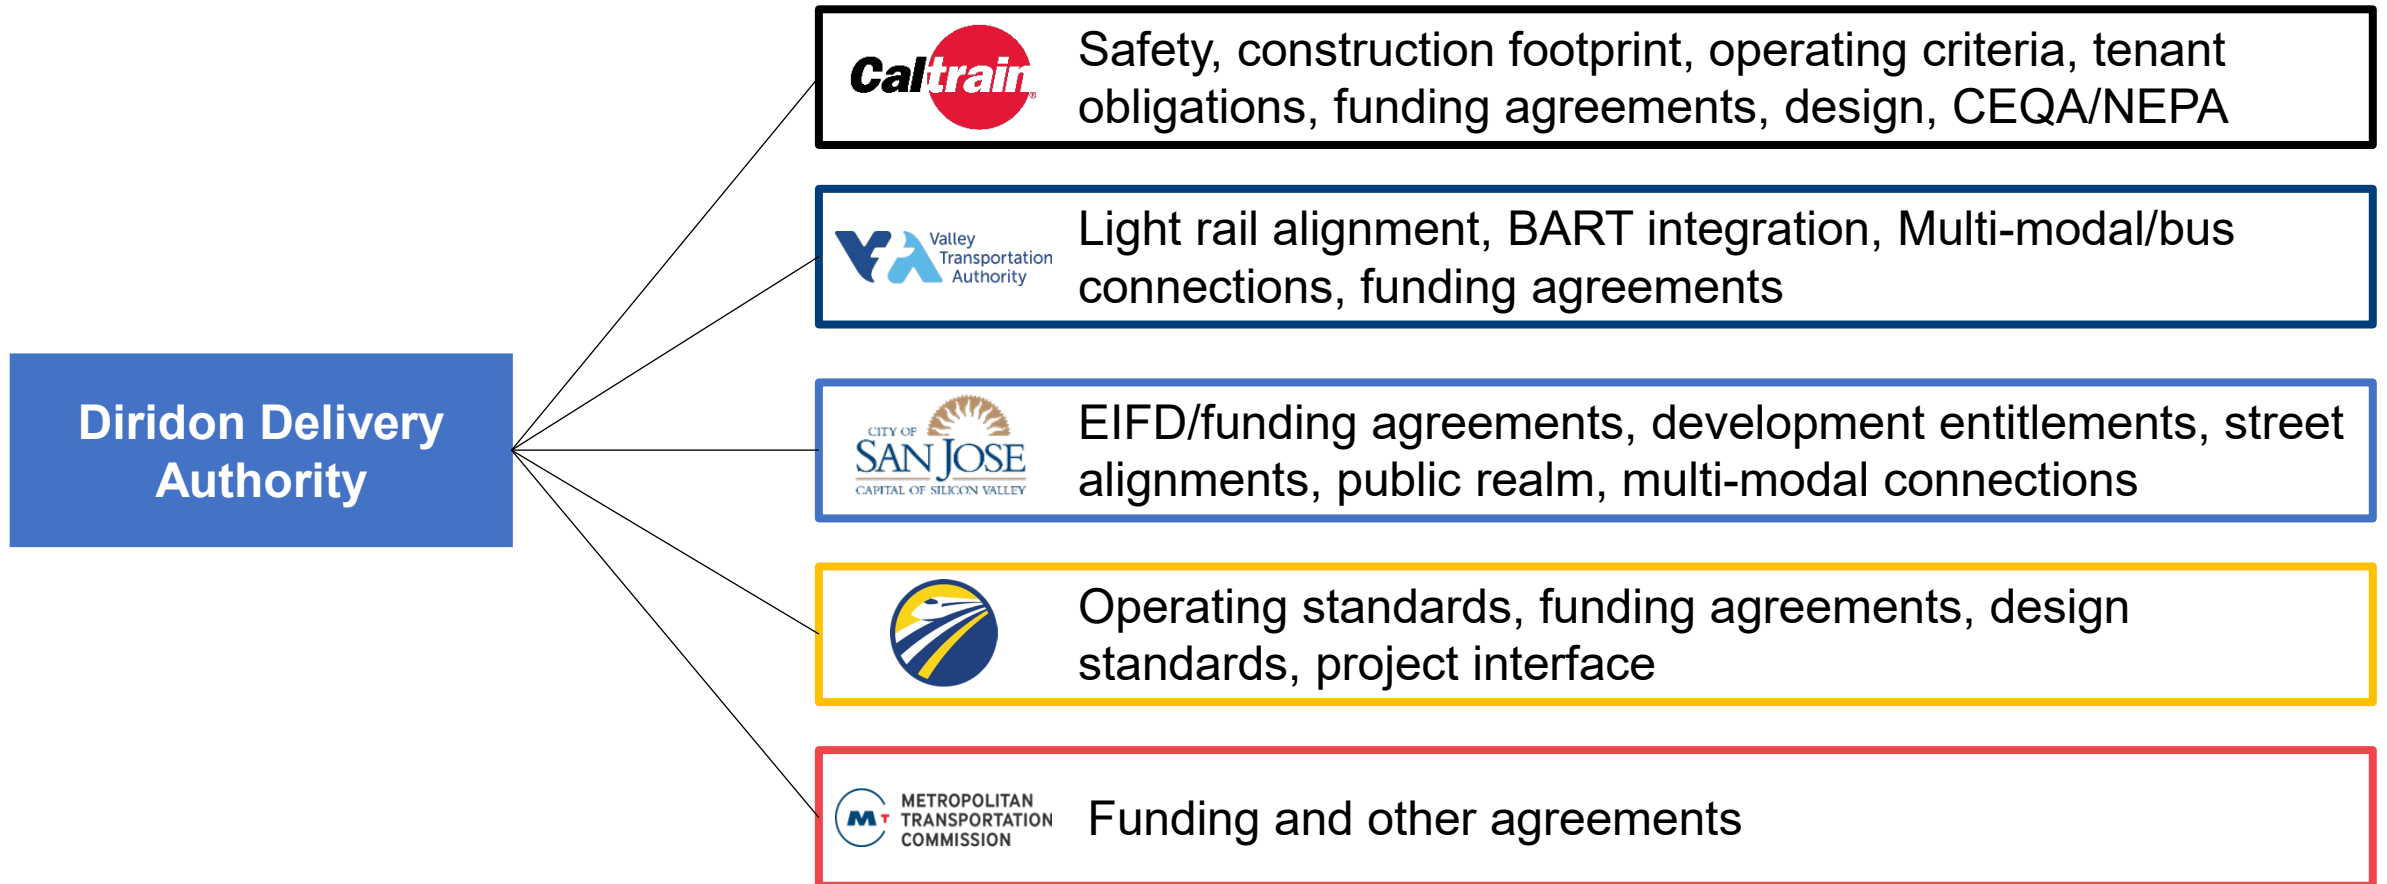 Diridon Delivery
Authority
Caltrain
Safety, construction footprint, operating criteria, tenant
obligations, funding agreements, design, CEQA/NEPA
VTA
Valley
Transportation
Authority
Light rail alignment, BART integration, Multi-modal/bus
connections, funding agreements
CITY OF
SAN JOSE
CAPITAL OF SILICON VALLEY
EIFD/funding agreements, development entitlements, street
alignments, public realm, multi-modal connections
Operating standards, funding agreements, design
standards, project interface
MT
METROPOLITAN
TRANSPORTATION
COMMISSION
Funding and other agreements